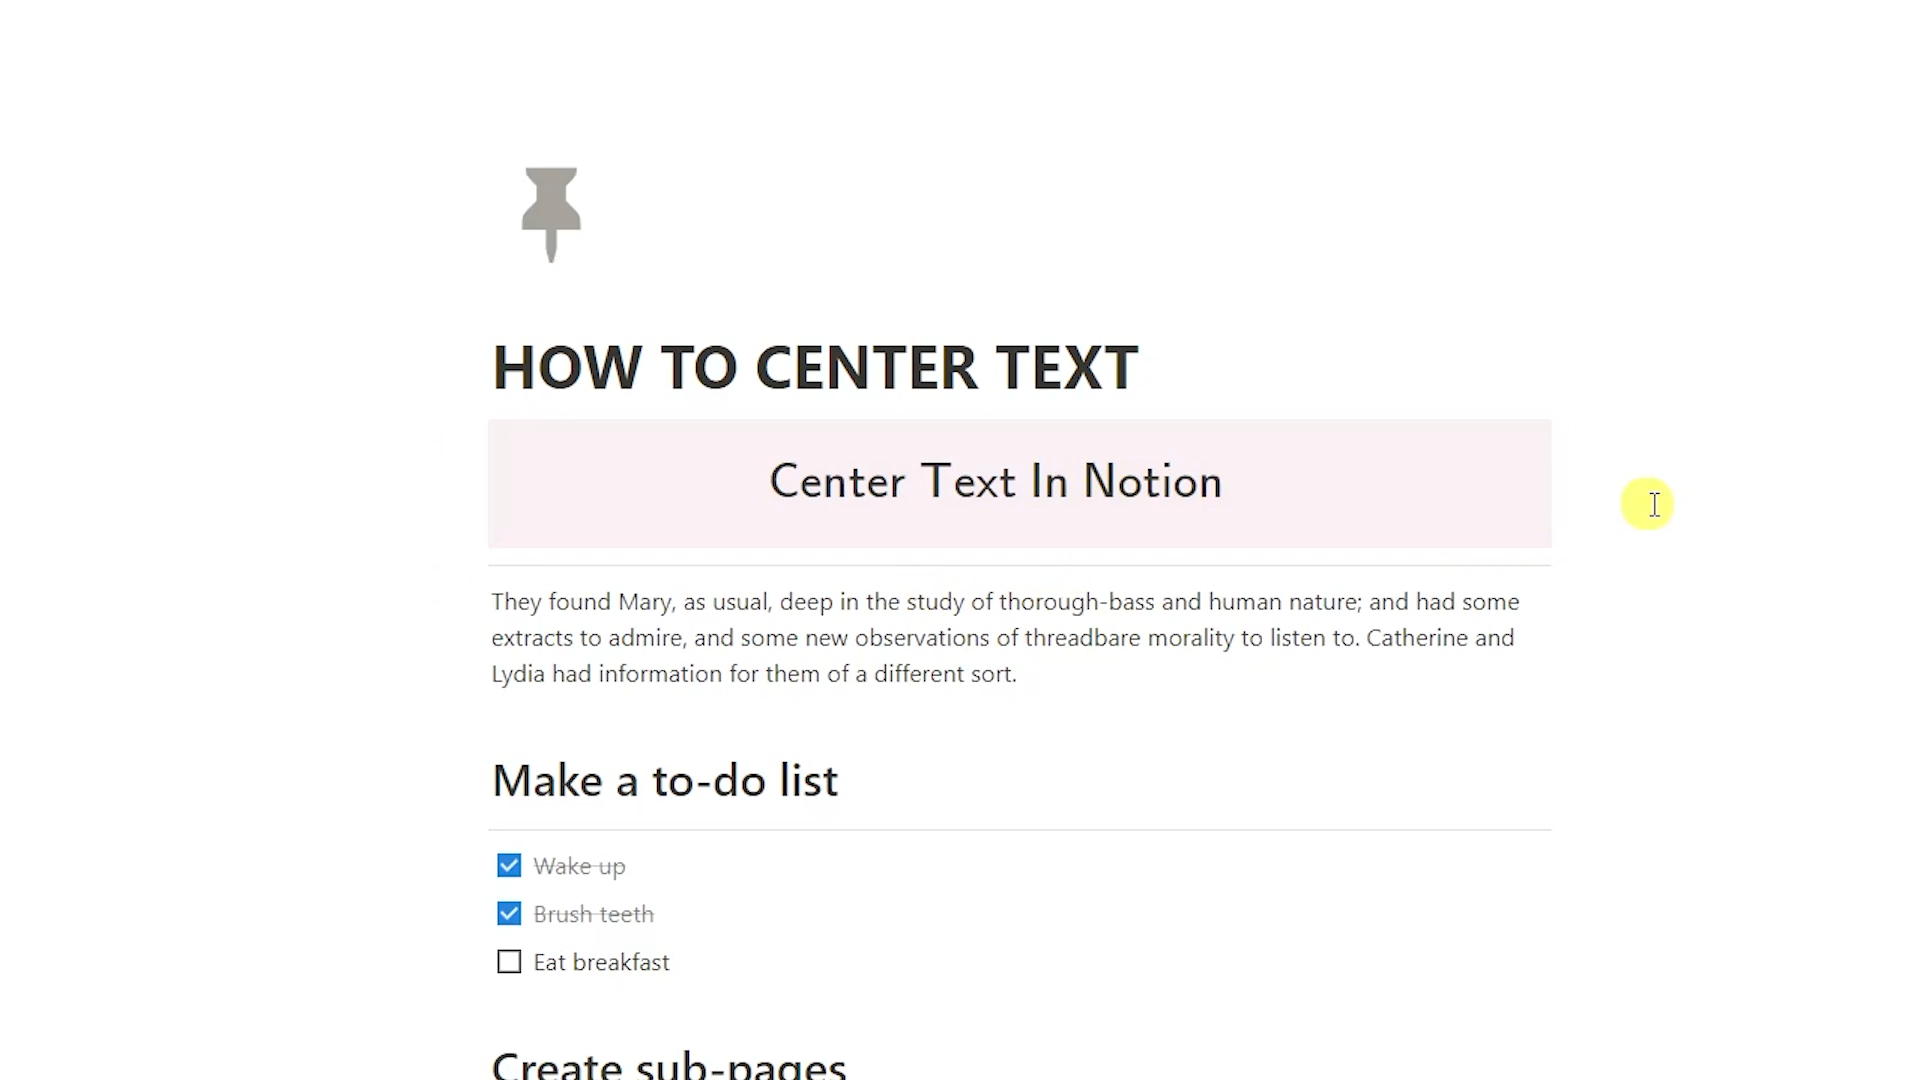 HOW TO CENTER TEXT
Center Text In Notion
They found Mary, as usual, deep in the study of thorough-bass and human nature; and had some
extracts to admire, and some new observations of threadbare morality to listen to. Catherine and
Lydia had information for them of a different sort.
Make a to-do list
Wake up
Brush teeth
Eat breakfast
Create sub-pages